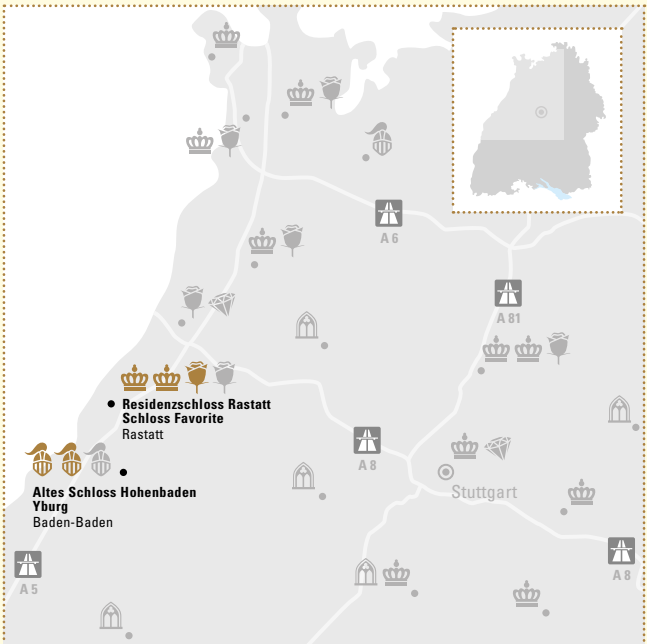 A 6
A 81
Residenzschloss Rastatt
Schloss Favorite
Rastatt
A 8
Stuttgart
Altes Schloss Hohenbaden
Yburg
Baden-Baden
A 5
A 8